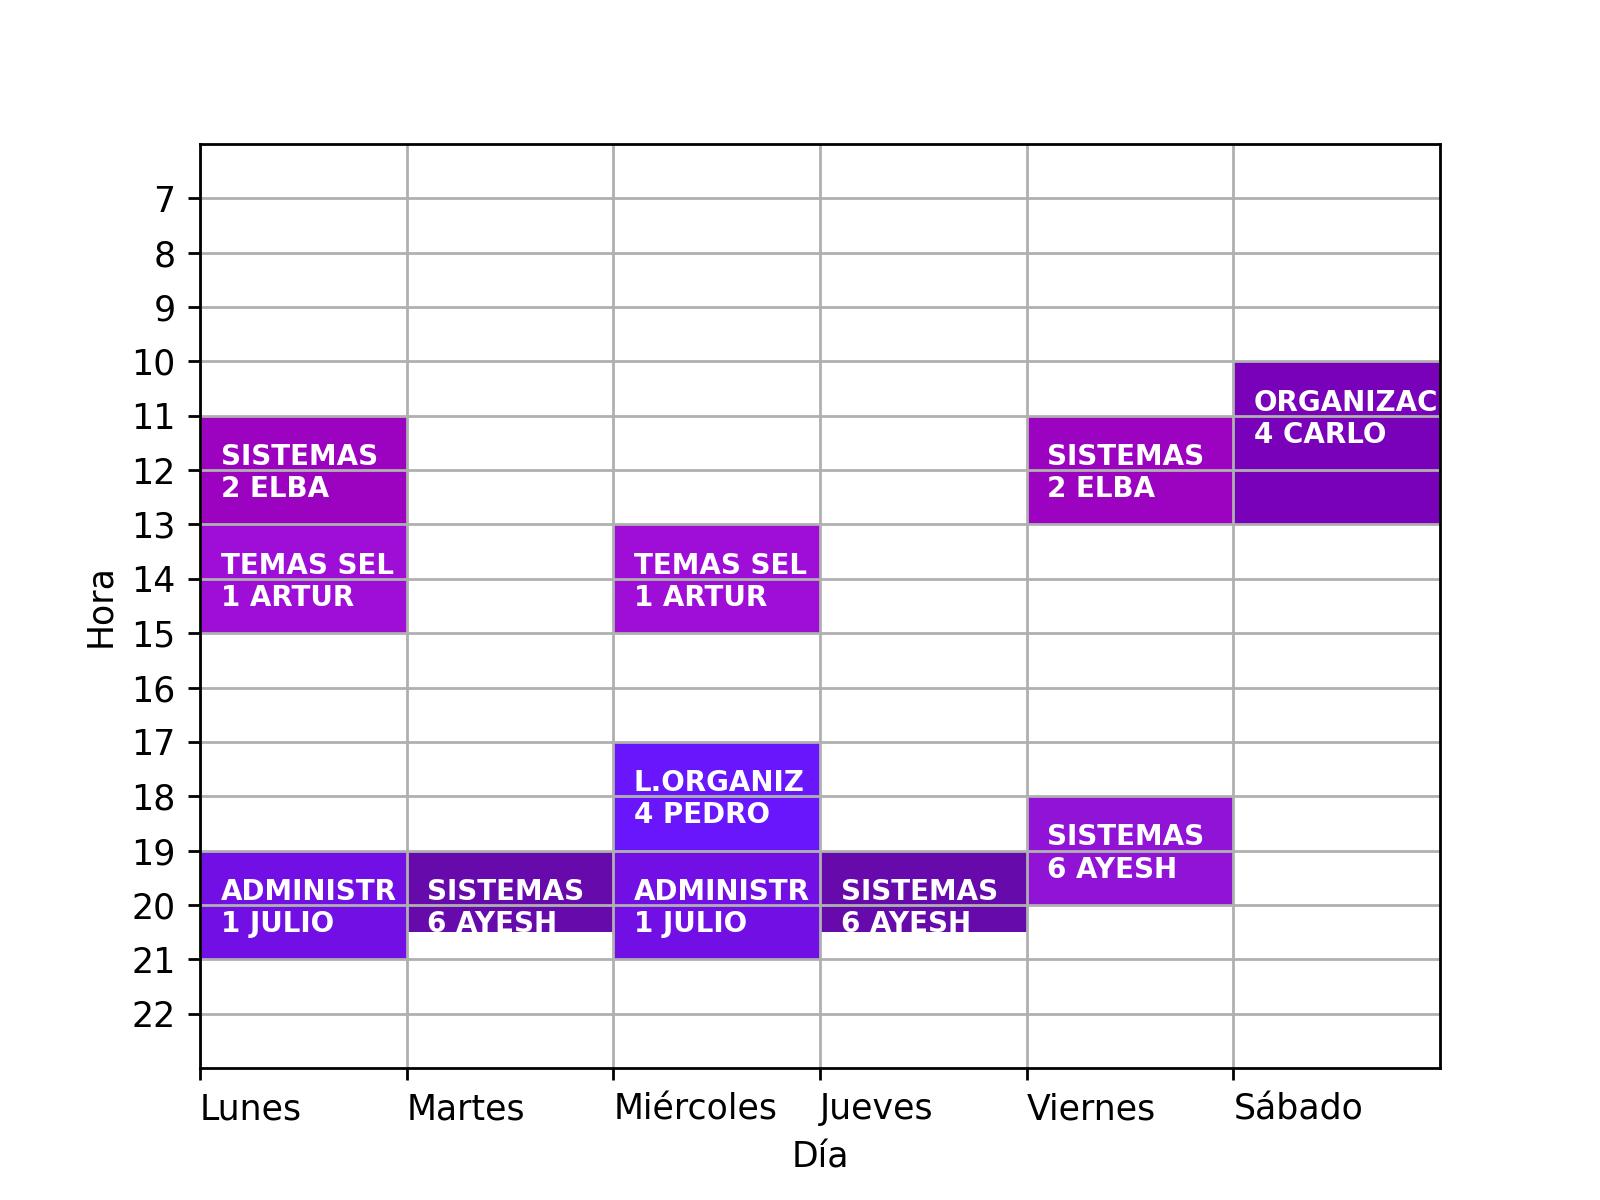 7
8
9
10
11
12
13
14
15
16
17
18
19
20
21
22
Hora
SISTEMAS
2 ELBA
TEMAS SEL
1 ARTUR
ADMINISTR
1 JULIO
SISTEMAS
6 AYESH
TEMAS SEL
1 ARTUR
L.ORGANIZ
4 PEDRO
ADMINISTR
1 JULIO
SISTEMAS
6 AYESH
SISTEMAS
2 ELBA
SISTEMAS
6 AYESH
ORGANIZAC
4 CARLO
Lunes Martes Miércoles Jueves Viernes Sábado
Día